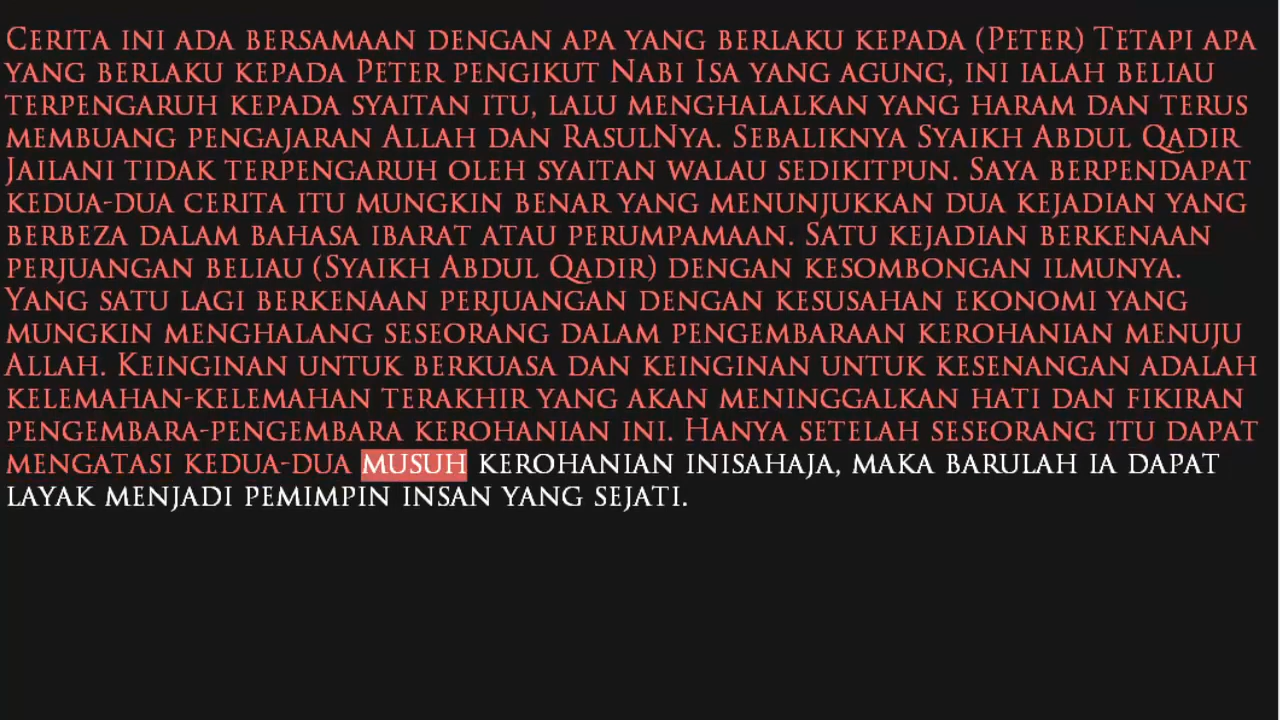 Cerita ini ada bersamaan dengan apa yang berlaku kepada (Peter) Tetapi apa
yang berlaku kepada Peter pengikut Nabi Isa yang agung, ini ialah beliau
terpengaruh kepada syaitan itu, lalu menghalalkan yang haram dan terus
membuang pengajaran Allah dan RasulNya. Sebaliknya Syaikh Abdul Qadir
Jailani tidak terpengaruh oleh syaitan walau sedikitpun. Saya berpendapat
kedua-dua cerita itu mungkin benar yang menunjukkan dua kejadian yang
berbeza dalam bahasa ibarat atau perumpamaan. Satu kejadian berkenaan
perjuangan beliau (Syaikh Abdul Qadir) dengan kesombongan ilmunya.
Yang satu lagi berkenaan perjuangan dengan kesusahan ekonomi yang
mungkin menghalang seseorang dalam pengembaraan kerohanian menuju
Allah. Keinginan untuk berkuasa dan keinginan untuk kesenangan adalah
kelemahan-kelemahan terakhir yang akan meninggalkan hati dan fikiran
pengembara-pengembara kerohanian ini. Hanya setelah seseorang itu dapat
mengatasi kedua-dua musuh kerohanian inisahaja, maka barulah ia dapat
layak menjadi pemimpin insan yang sejati.